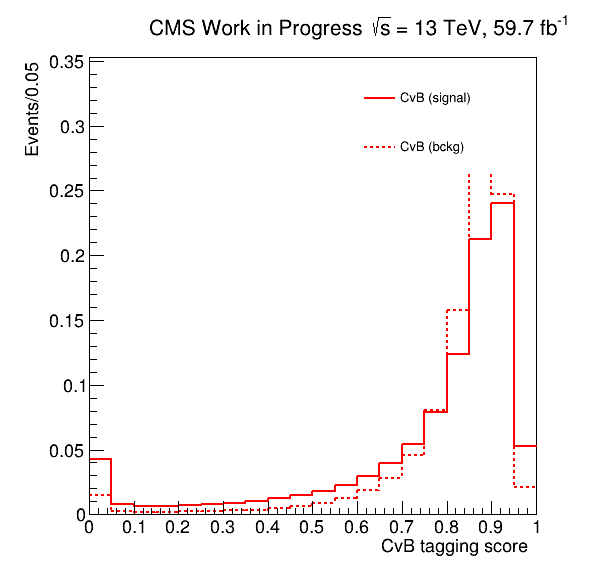 CMS Work in Progress √s = 13 TeV, 59.7 fb⁻¹
Events/0.05
0.35
0.3
0.25
0.2
0.15
0.1
0.05
0
CvB (signal)
CvB (bckg)
0 0.1 0.2 0.3 0.4 0.5 0.6 0.7 0.8 0.9 1
CvB tagging score